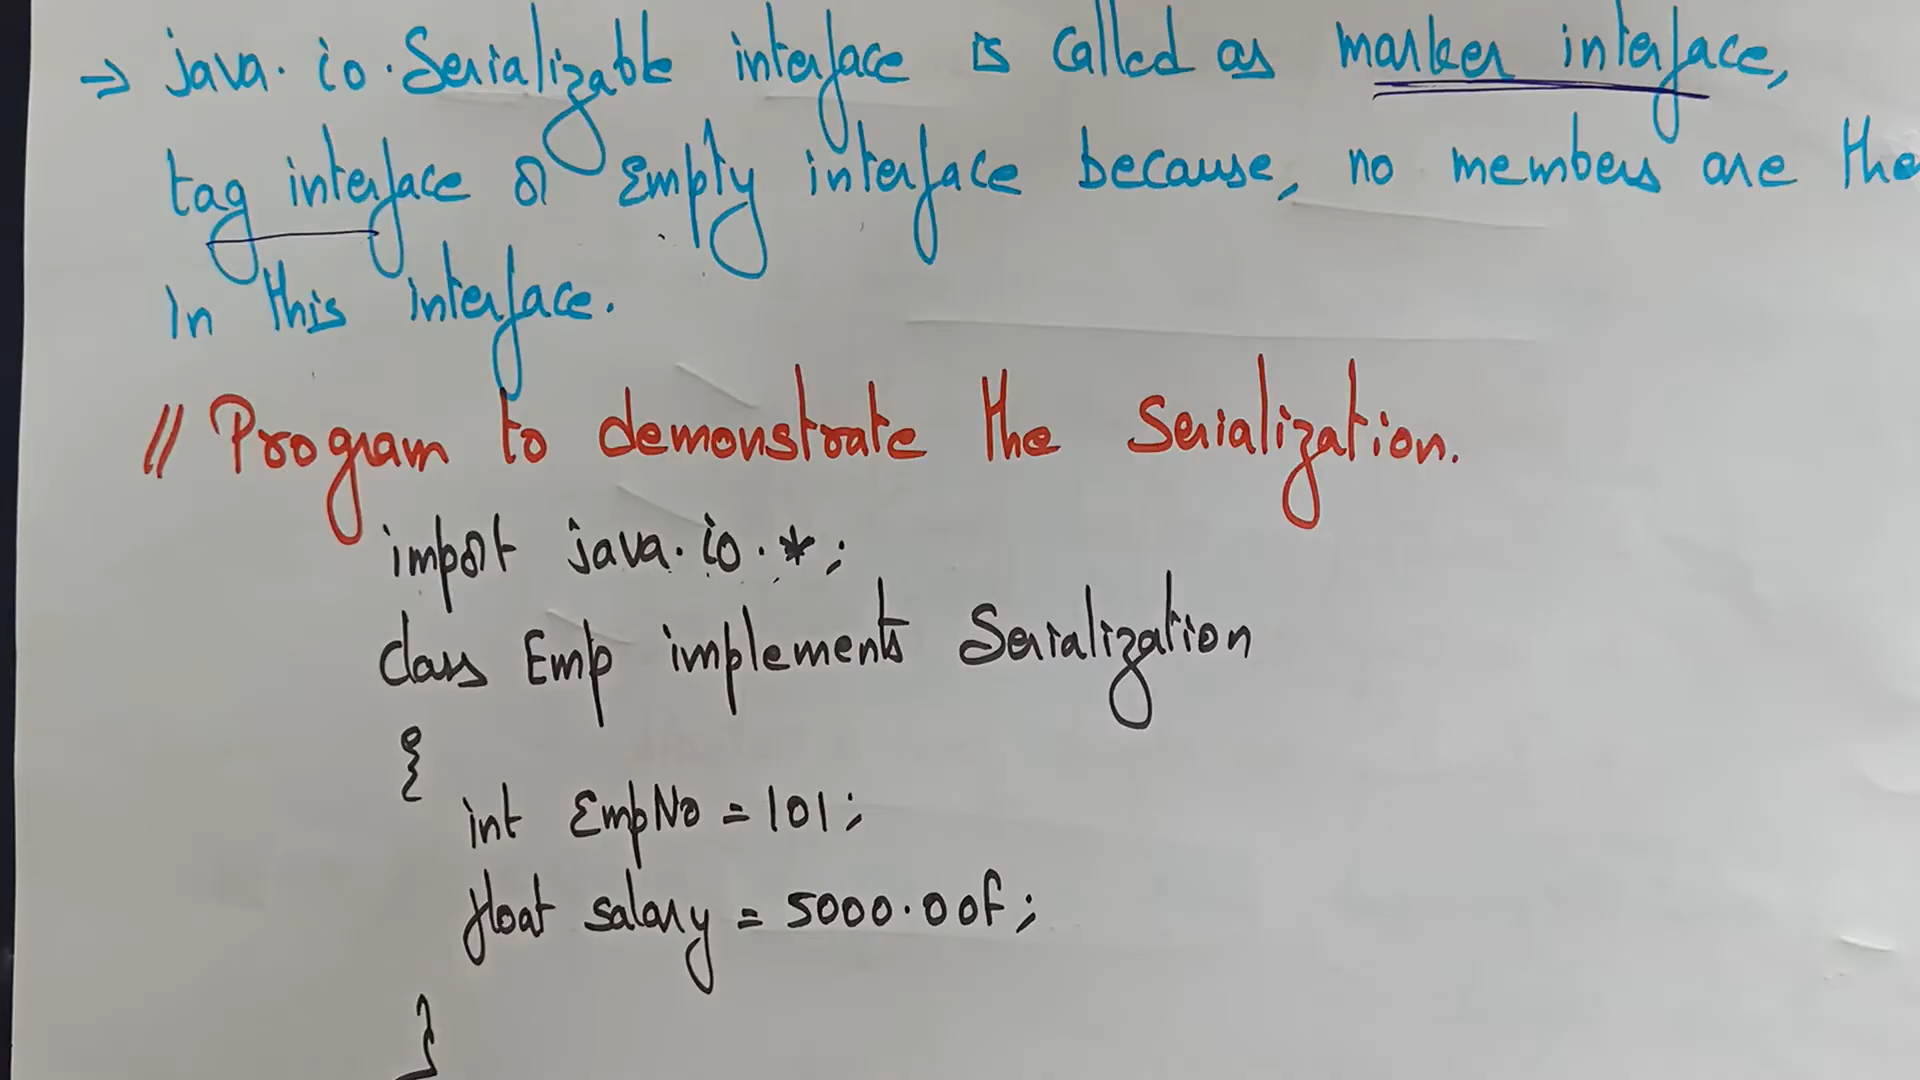 → java.io.Serializable interface is called as marker interface,
tag interface or Empty interface because, no members are the
in this interface.
// Program to demonstrate the Serialization.
import java.io.*;
class Emp implements Serialization
{
int EmpNo = 101;
float salary = 5000.00f;
}